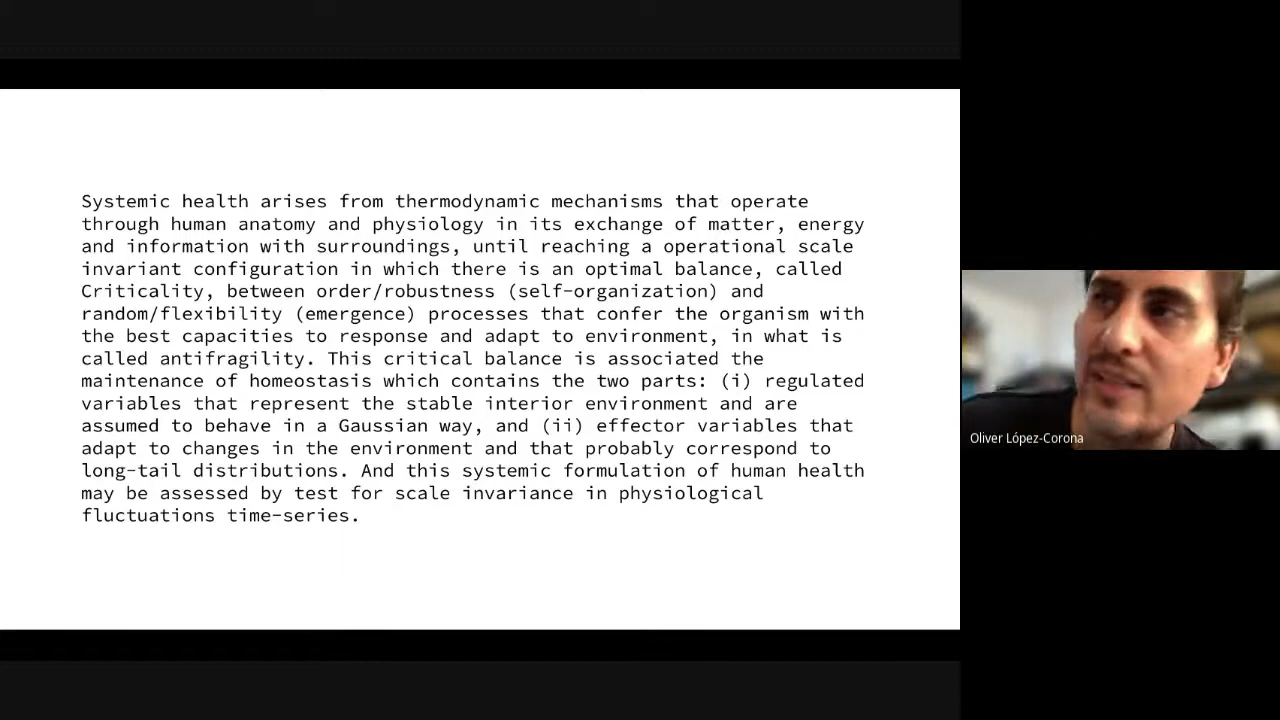 Systemic health arises from thermodynamic mechanisms that operate
through human anatomy and physiology in its exchange of matter, energy
and information with surroundings, until reaching a operational scale
invariant configuration in which there is an optimal balance, called
Criticality, between order/robustness (self-organization) and
random/flexibility (emergence) processes that confer the organism with
the best capacities to response and adapt to environment, in what is
called antifragility. This critical balance is associated the
maintenance of homeostasis which contains the two parts: (i) regulated
variables that represent the stable interior environment and are
assumed to behave in a Gaussian way, and (ii) effector variables that
adapt to changes in the environment and that probably correspond to
long-tail distributions. And this systemic formulation of human health
may be assessed by test for scale invariance in physiological
fluctuations time-series.
Oliver López-Corona